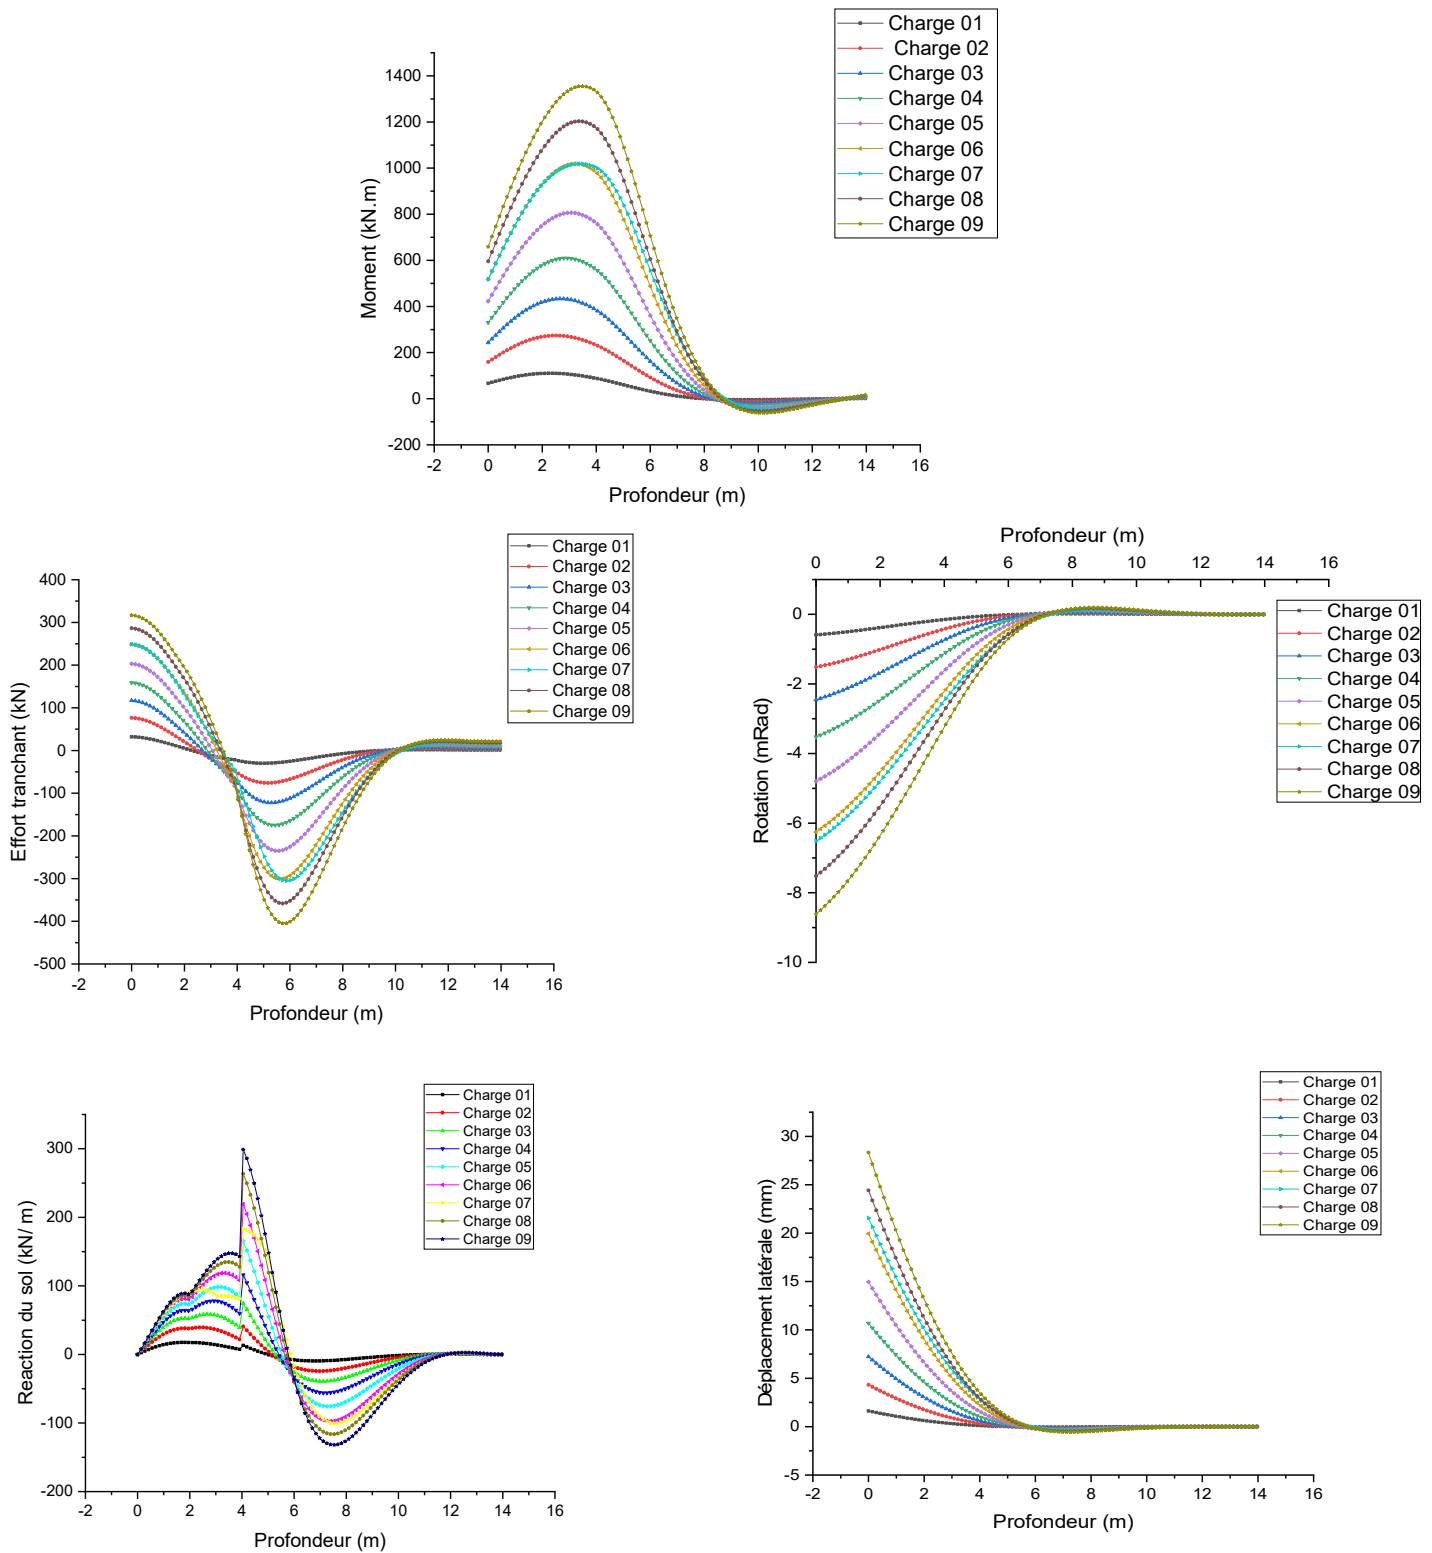 Charge 01
Charge 02
Charge 03
Charge 04
Charge 05
Charge 06
Charge 07
Charge 08
Charge 09
1400
1200
1000
800
600
400
200
0
-200
Moment (kN.m)
-2 0 2 4 6 8 10 12 14 16
Profondeur (m)
Charge 01
Charge 02
Charge 03
Charge 04
Charge 05
Charge 06
Charge 07
Charge 08
Charge 09
400
300
200
100
0
-100
-200
-300
-400
-500
Effort tranchant (kN)
-2 0 2 4 6 8 10 12 14 16
Profondeur (m)
Profondeur (m)
0 2 4 6 8 10 12 14 16
0
-2
-4
-6
-8
-10
Rotation (mRad)
Charge 01
Charge 02
Charge 03
Charge 04
Charge 05
Charge 06
Charge 07
Charge 08
Charge 09
Charge 01
Charge 02
Charge 03
Charge 04
Charge 05
Charge 06
Charge 07
Charge 08
Charge 09
300
200
100
0
-100
-200
Reaction du sol (kN/ m)
-2 0 2 4 6 8 10 12 14 16
Profondeur (m)
Charge 01
Charge 02
Charge 03
Charge 04
Charge 05
Charge 06
Charge 07
Charge 08
Charge 09
30
25
20
15
10
5
0
-5
Déplacement latérale (mm)
-2 0 2 4 6 8 10 12 14 16
Profondeur (m)